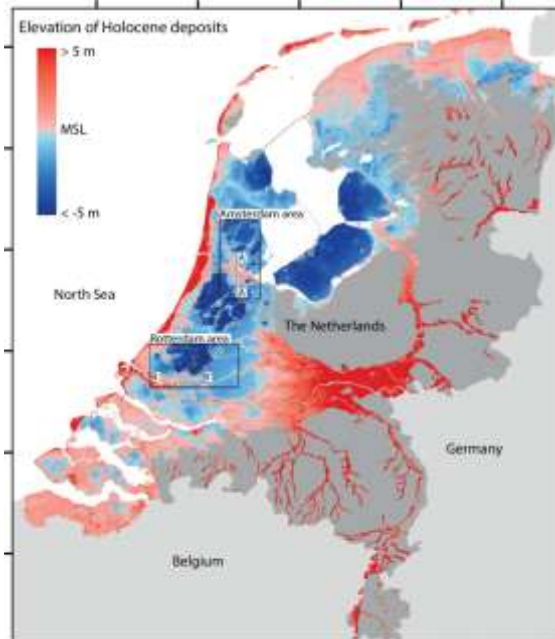 Elevation of Holocene deposits
> 5 m
MSL
< -5 m
Amsterdam area
North Sea
The Netherlands
Rotterdam area
Germany
Belgium